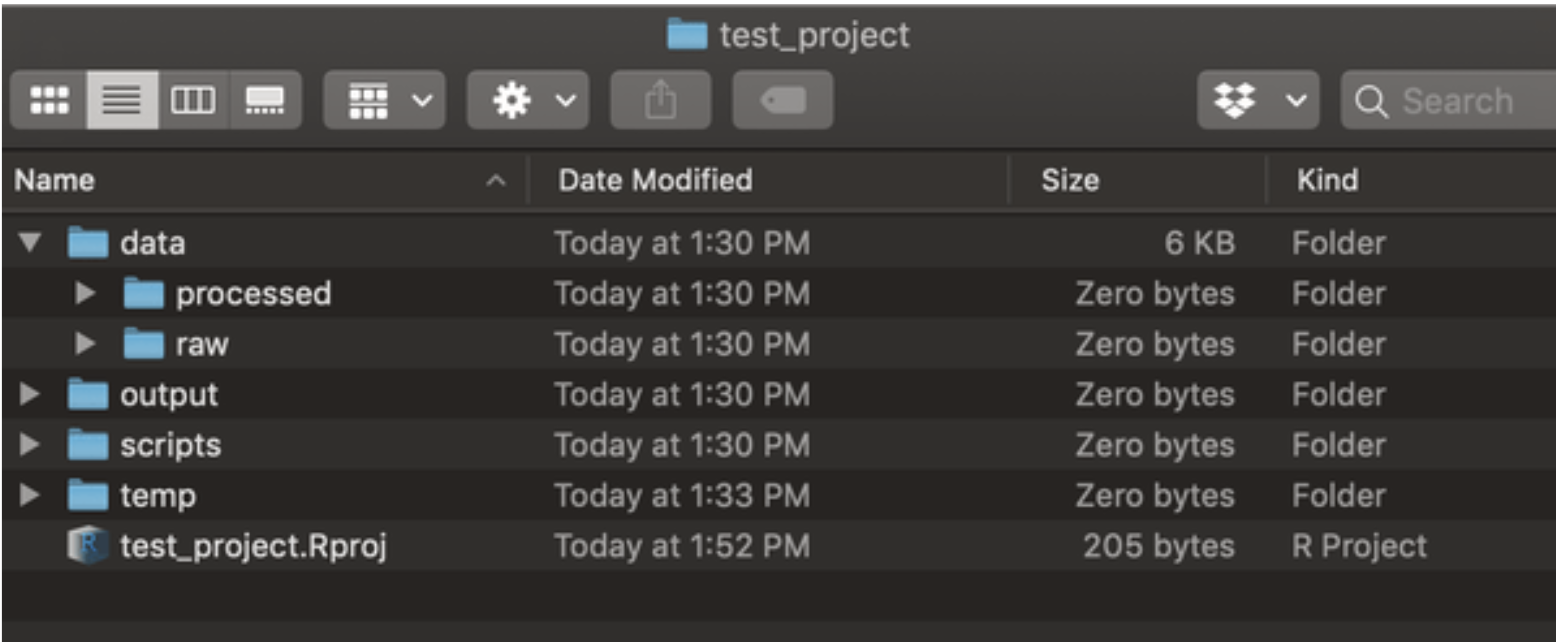 test_project
Search
Name Date Modified Size Kind
data Today at 1:30 PM 6 KB Folder
processed Today at 1:30 PM Zero bytes Folder
raw Today at 1:30 PM Zero bytes Folder
output Today at 1:30 PM Zero bytes Folder
scripts Today at 1:30 PM Zero bytes Folder
temp Today at 1:33 PM Zero bytes Folder
R test_project.Rproj Today at 1:52 PM 205 bytes R Project